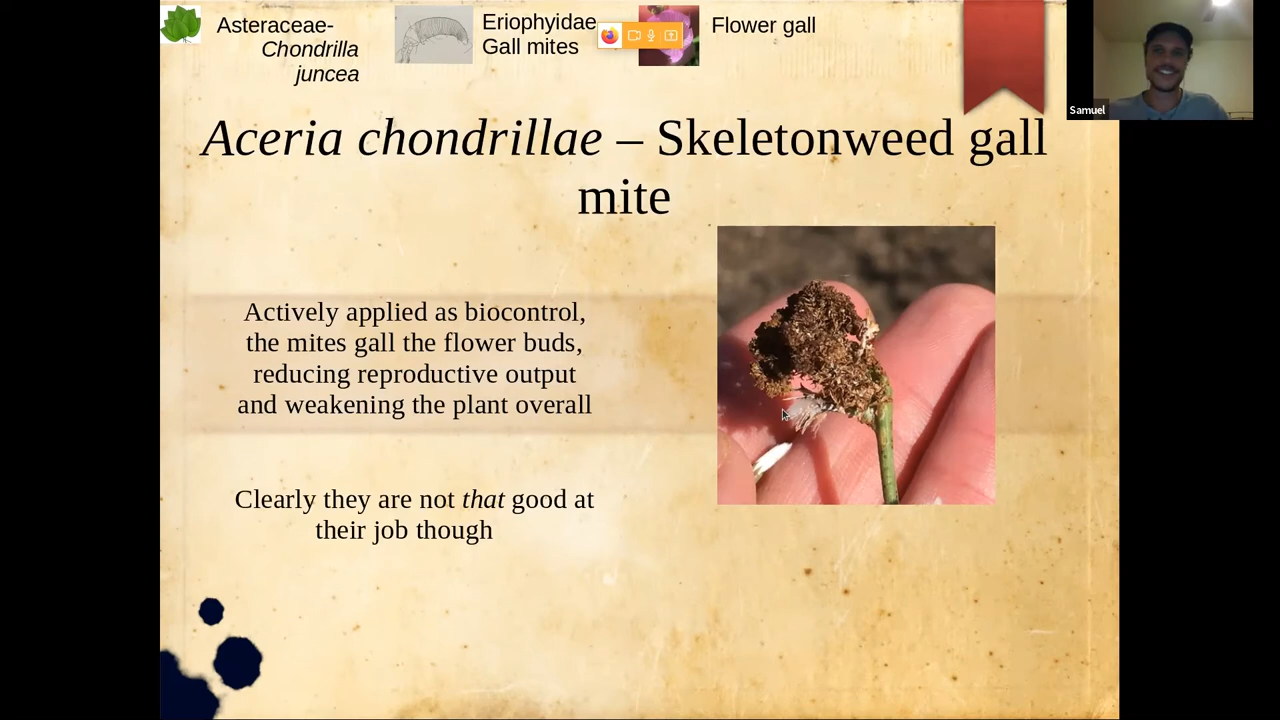 Asteraceae-
Chondrilla
juncea
Eriophyidae
Gall mites
Flower gall
Samuel
Aceria chondrillae – Skeletonweed gall
mite
Actively applied as biocontrol,
the mites gall the flower buds,
reducing reproductive output
and weakening the plant overall
Clearly they are not that good at
their job though